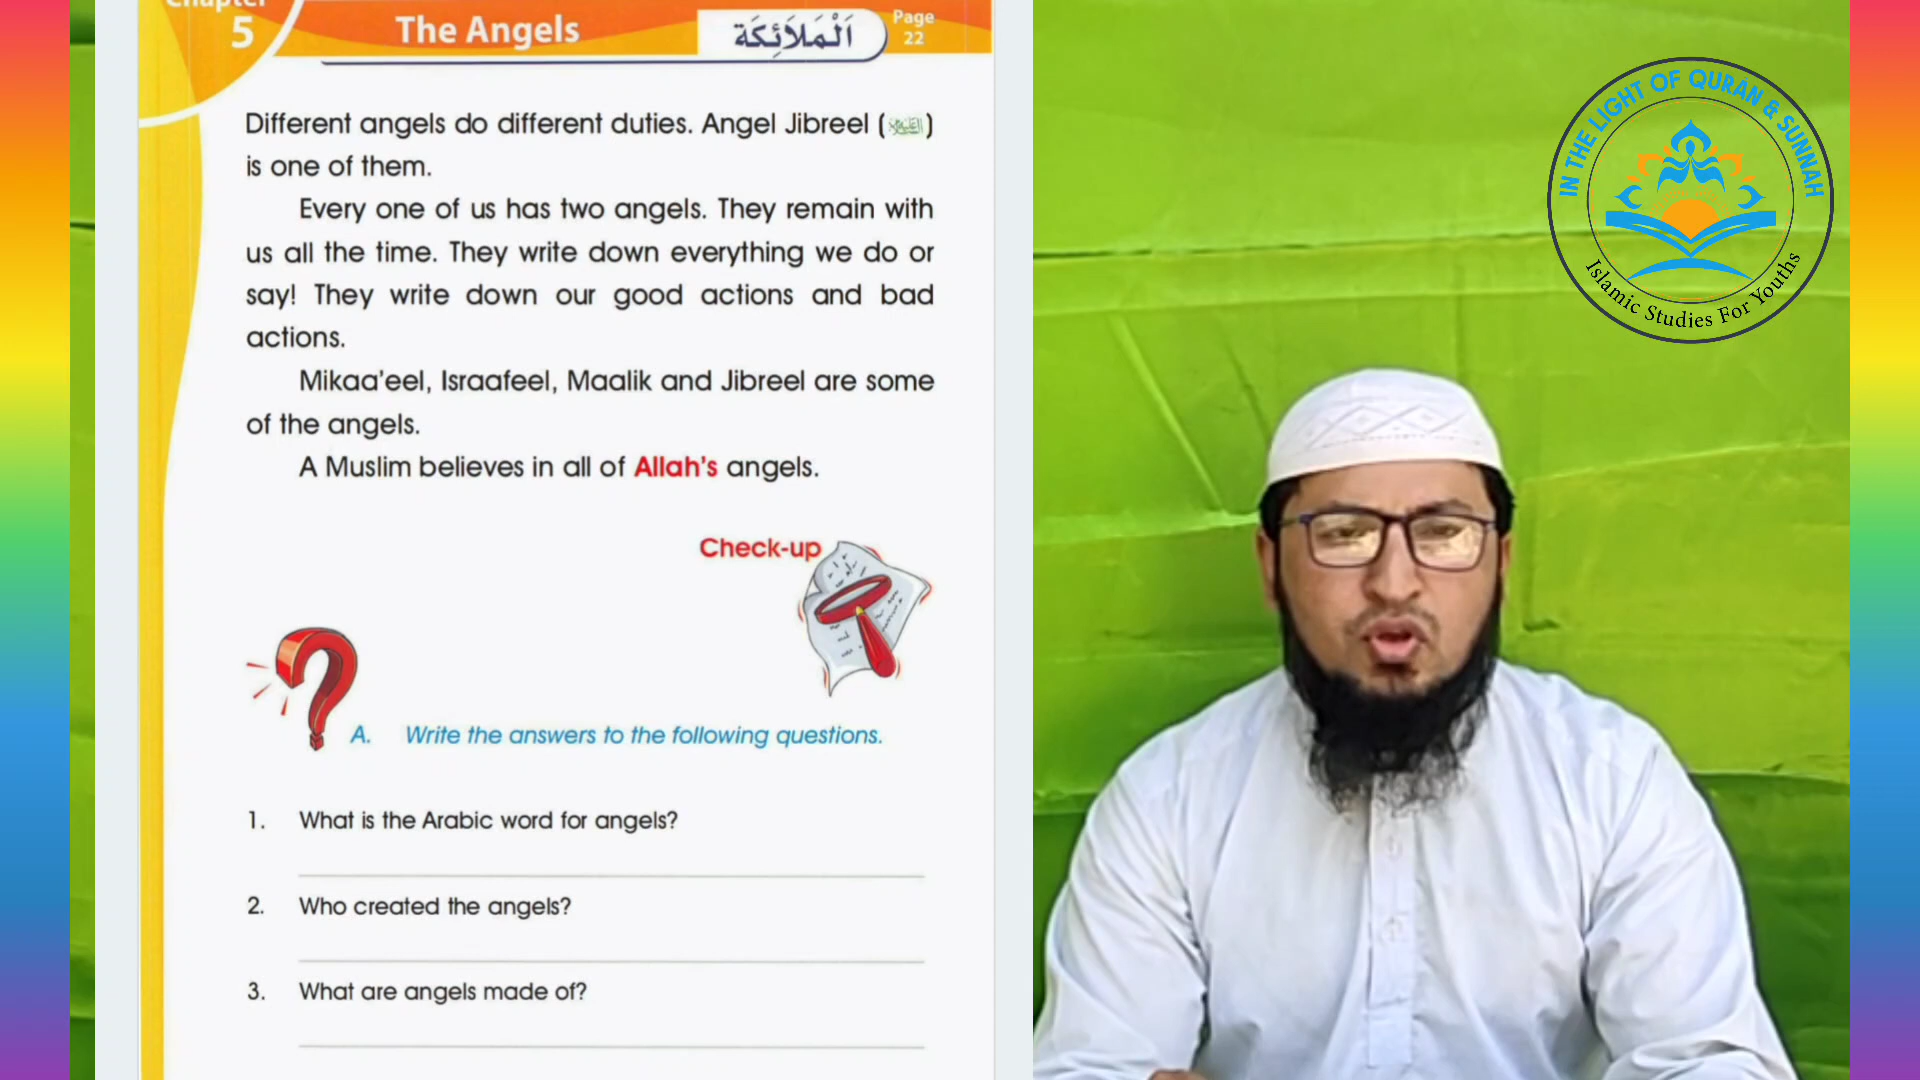 Chapter
5
The Angels
اَلْمَلاَئِكَة
Page
22
Different angels do different duties. Angel Jibreel ( )
is one of them.
Every one of us has two angels. They remain with
us all the time. They write down everything we do or
say! They write down our good actions and bad
actions.
Mikaa'eel, Israafeel, Maalik and Jibreel are some
of the angels.
A Muslim believes in all of Allah's angels.
Check-up
A. Write the answers to the following questions.
1. What is the Arabic word for angels?
2. Who created the angels?
3. What are angels made of?
IN THE LIGHT OF QURAN & SUNNAH
Islamic Studies For Youths